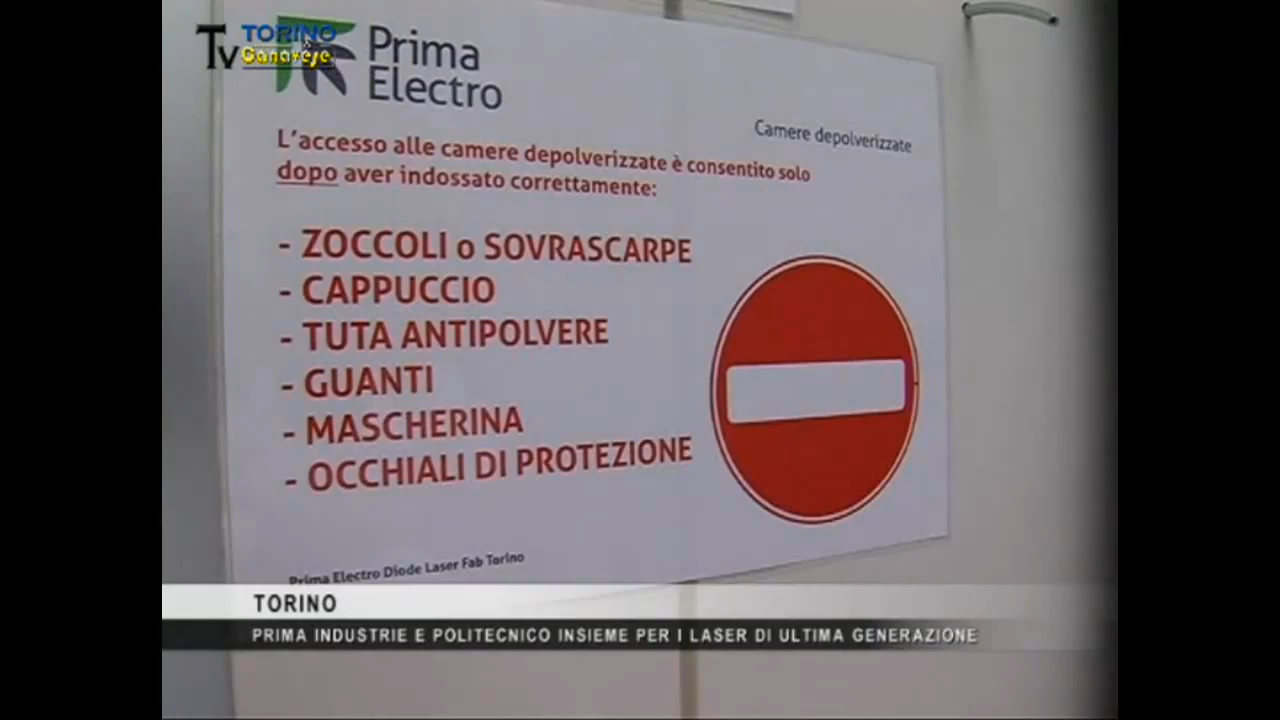 Tv TORINO
Canavese
Prima
Electro
Camere depolverizzate
L'accesso alle camere depolverizzate è consentito solo
dopo aver indossato correttamente:
- ZOCCOLI o SOVRASCARPE
- CAPPUCCIO
- TUTA ANTIPOLVERE
- GUANTI
- MASCHERINA
- OCCHIALI DI PROTEZIONE
Prima Electro Diode Laser Fab Torino
TORINO
PRIMA INDUSTRIE E POLITECNICO INSIEME PER I LASER DI ULTIMA GENERAZIONE